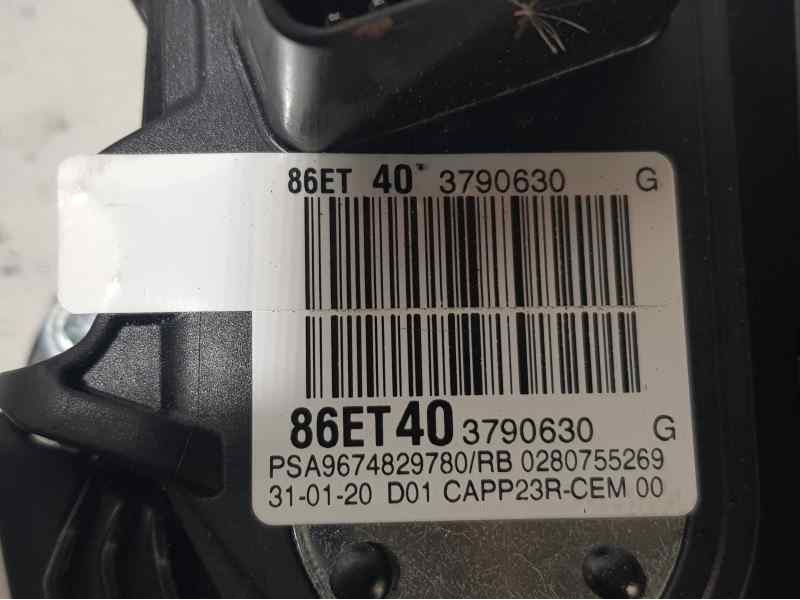 86ET 40 3790630 G
86ET40 3790630 G
PSA9674829780/RB 0280755269
31-01-20 D01 CAPP23R-CEM 00